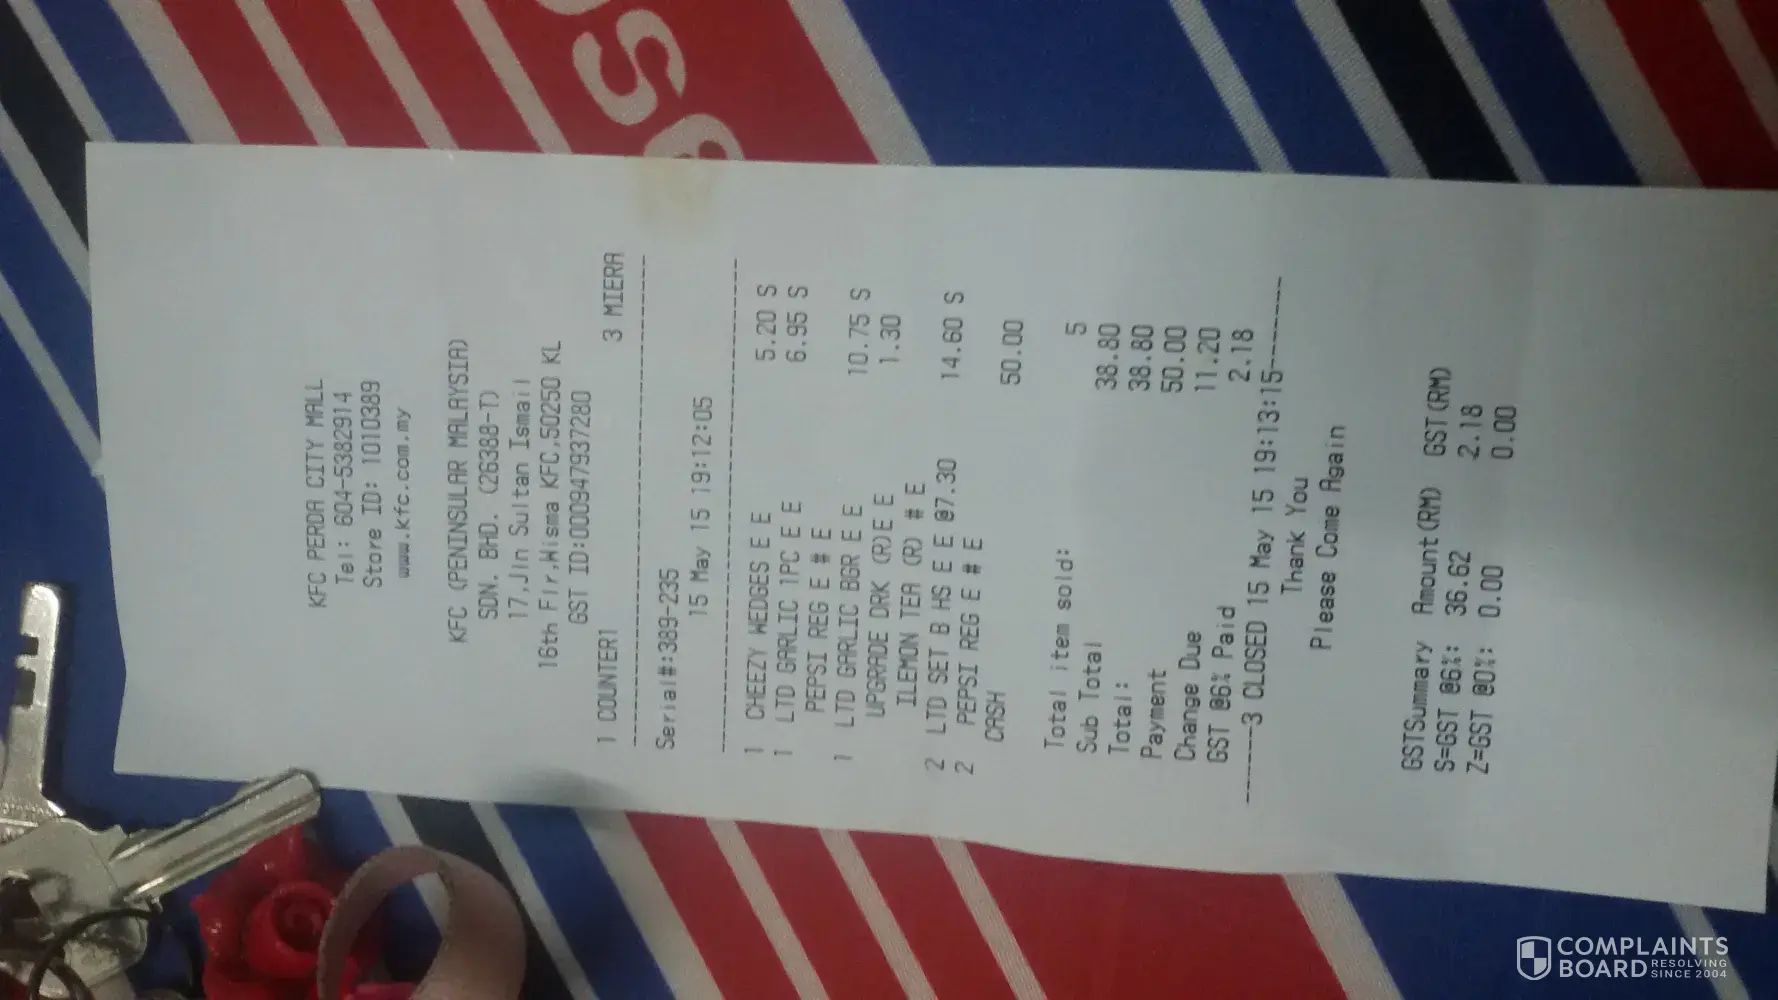 KFC PERDA CITY MALL
Tel: 604-5382914
Store ID: 1010389
www.kfc.com.my
KFC (PENINSULAR MALAYSIA)
SDN. BHD. (26388-T)
17,Jln Sultan Ismail
16th Flr,Wisma KFC,50250 KL
GST ID:000947937280
1 COUNTER1 3 MIERA
Serial#:389-235
15 May 15 19:12:05
1 CHEEZY WEDGES E E 5.20 S
1 LTD GARLIC 1PC E E 6.95 S
PEPSI REG E # E
1 LTD GARLIC BGR E E 10.75 S
UPGRADE DRK (R)E E 1.30
ILEMON TEA (R) # E
2 LTD SET B HS E E @7.30 14.60 S
2 PEPSI REG E # E
CASH 50.00
Total item sold: 5
Sub Total 38.80
Total: 38.80
Payment 50.00
Change Due 11.20
GST @6% Paid 2.18
------3 CLOSED 15 May 15 19:13:15------
Thank You
Please Come Again
GSTSummary Amount(RM) GST(RM)
S=GST @6%: 36.62 2.18
Z=GST @0%: 0.00 0.00
COMPLAINTS
BOARD RESOLVING
SINCE 2004